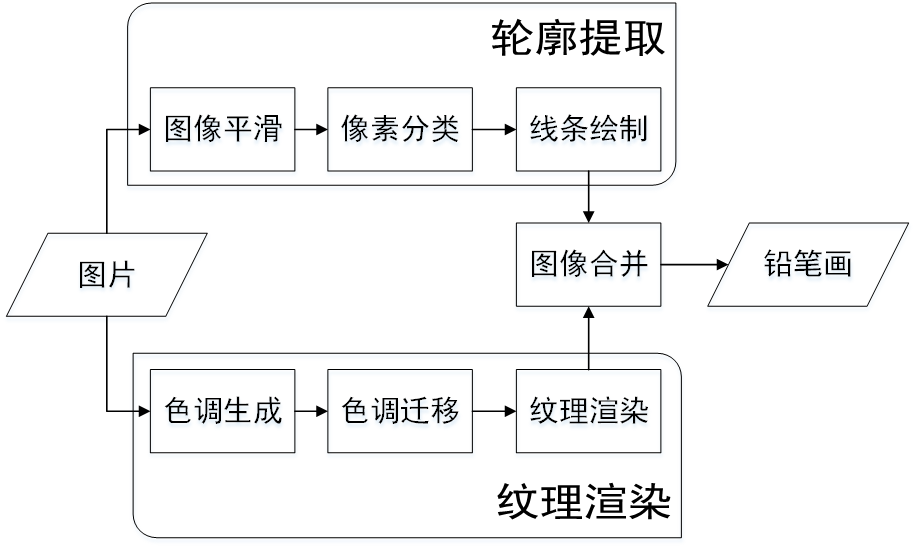 轮廓提取
图像平滑
像素分类
线条绘制
图片
图像合并
铅笔画
色调生成
色调迁移
纹理渲染
纹理渲染